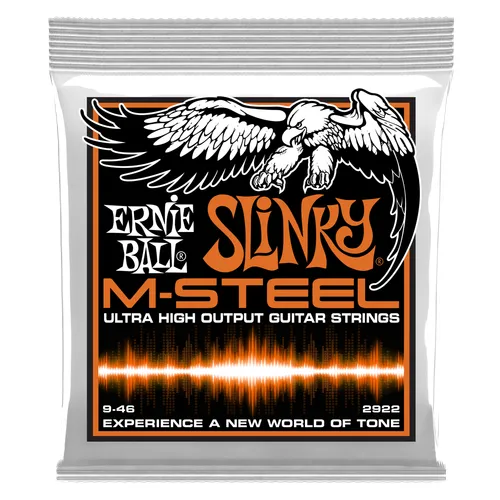 ERNIE BALL® SLINKY®
M-STEEL
ULTRA HIGH OUTPUT GUITAR STRINGS
9-46 2922
EXPERIENCE A NEW WORLD OF TONE